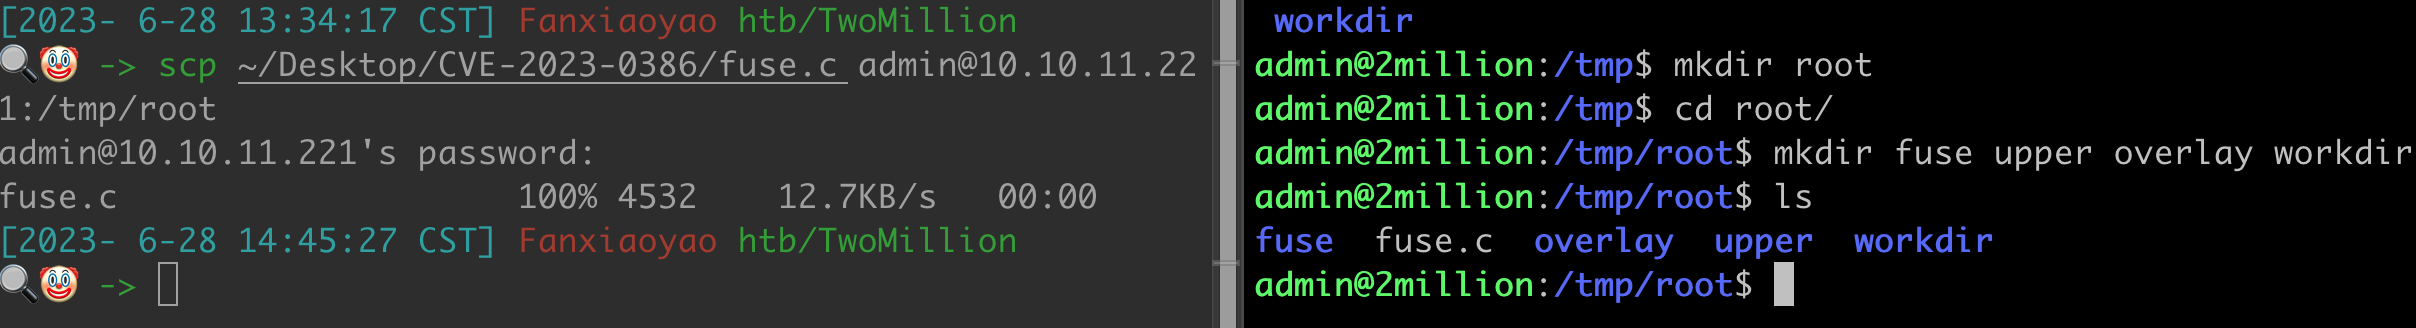 [2023- 6-28 13:34:17 CST] Fanxiaoyao htb/TwoMillion
🔍🤡 -> scp ~/Desktop/CVE-2023-0386/fuse.c admin@10.10.11.22
1:/tmp/root
admin@10.10.11.221's password:
fuse.c 100% 4532 12.7KB/s 00:00
[2023- 6-28 14:45:27 CST] Fanxiaoyao htb/TwoMillion
🔍🤡 ->
workdir
admin@2million:/tmp$ mkdir root
admin@2million:/tmp$ cd root/
admin@2million:/tmp/root$ mkdir fuse upper overlay workdir
admin@2million:/tmp/root$ ls
fuse fuse.c overlay upper workdir
admin@2million:/tmp/root$